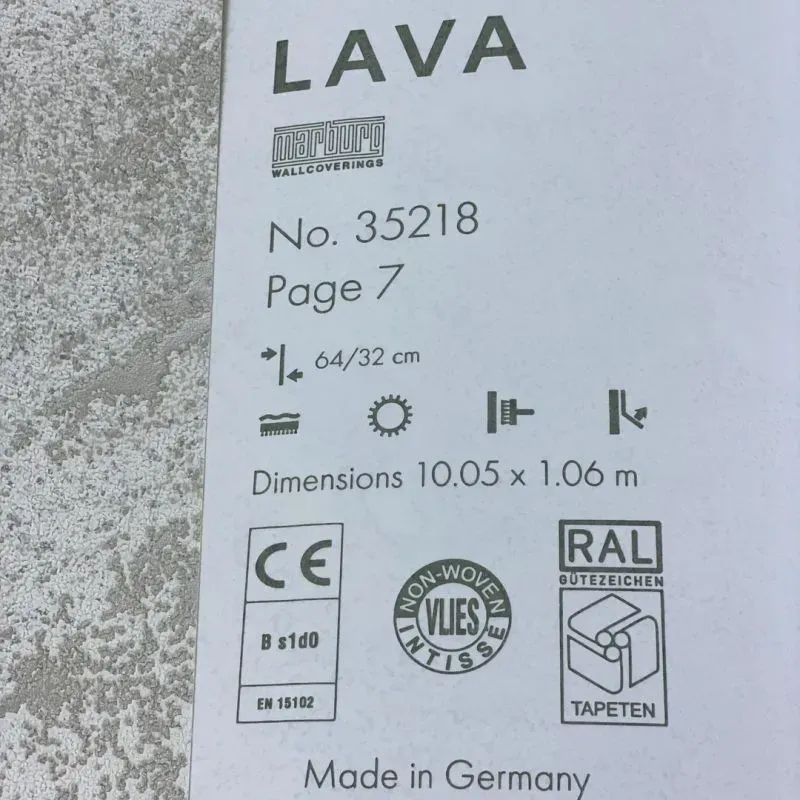 LAVA
marburg
WALLCOVERINGS
No. 35218
Page 7
64/32 cm
Dimensions 10.05 x 1.06 m
CE
B s1d0
EN 15102
NON-WOVEN
VLIES
INTISSE
RAL
GÜTEZEICHEN
TAPETEN
Made in Germany